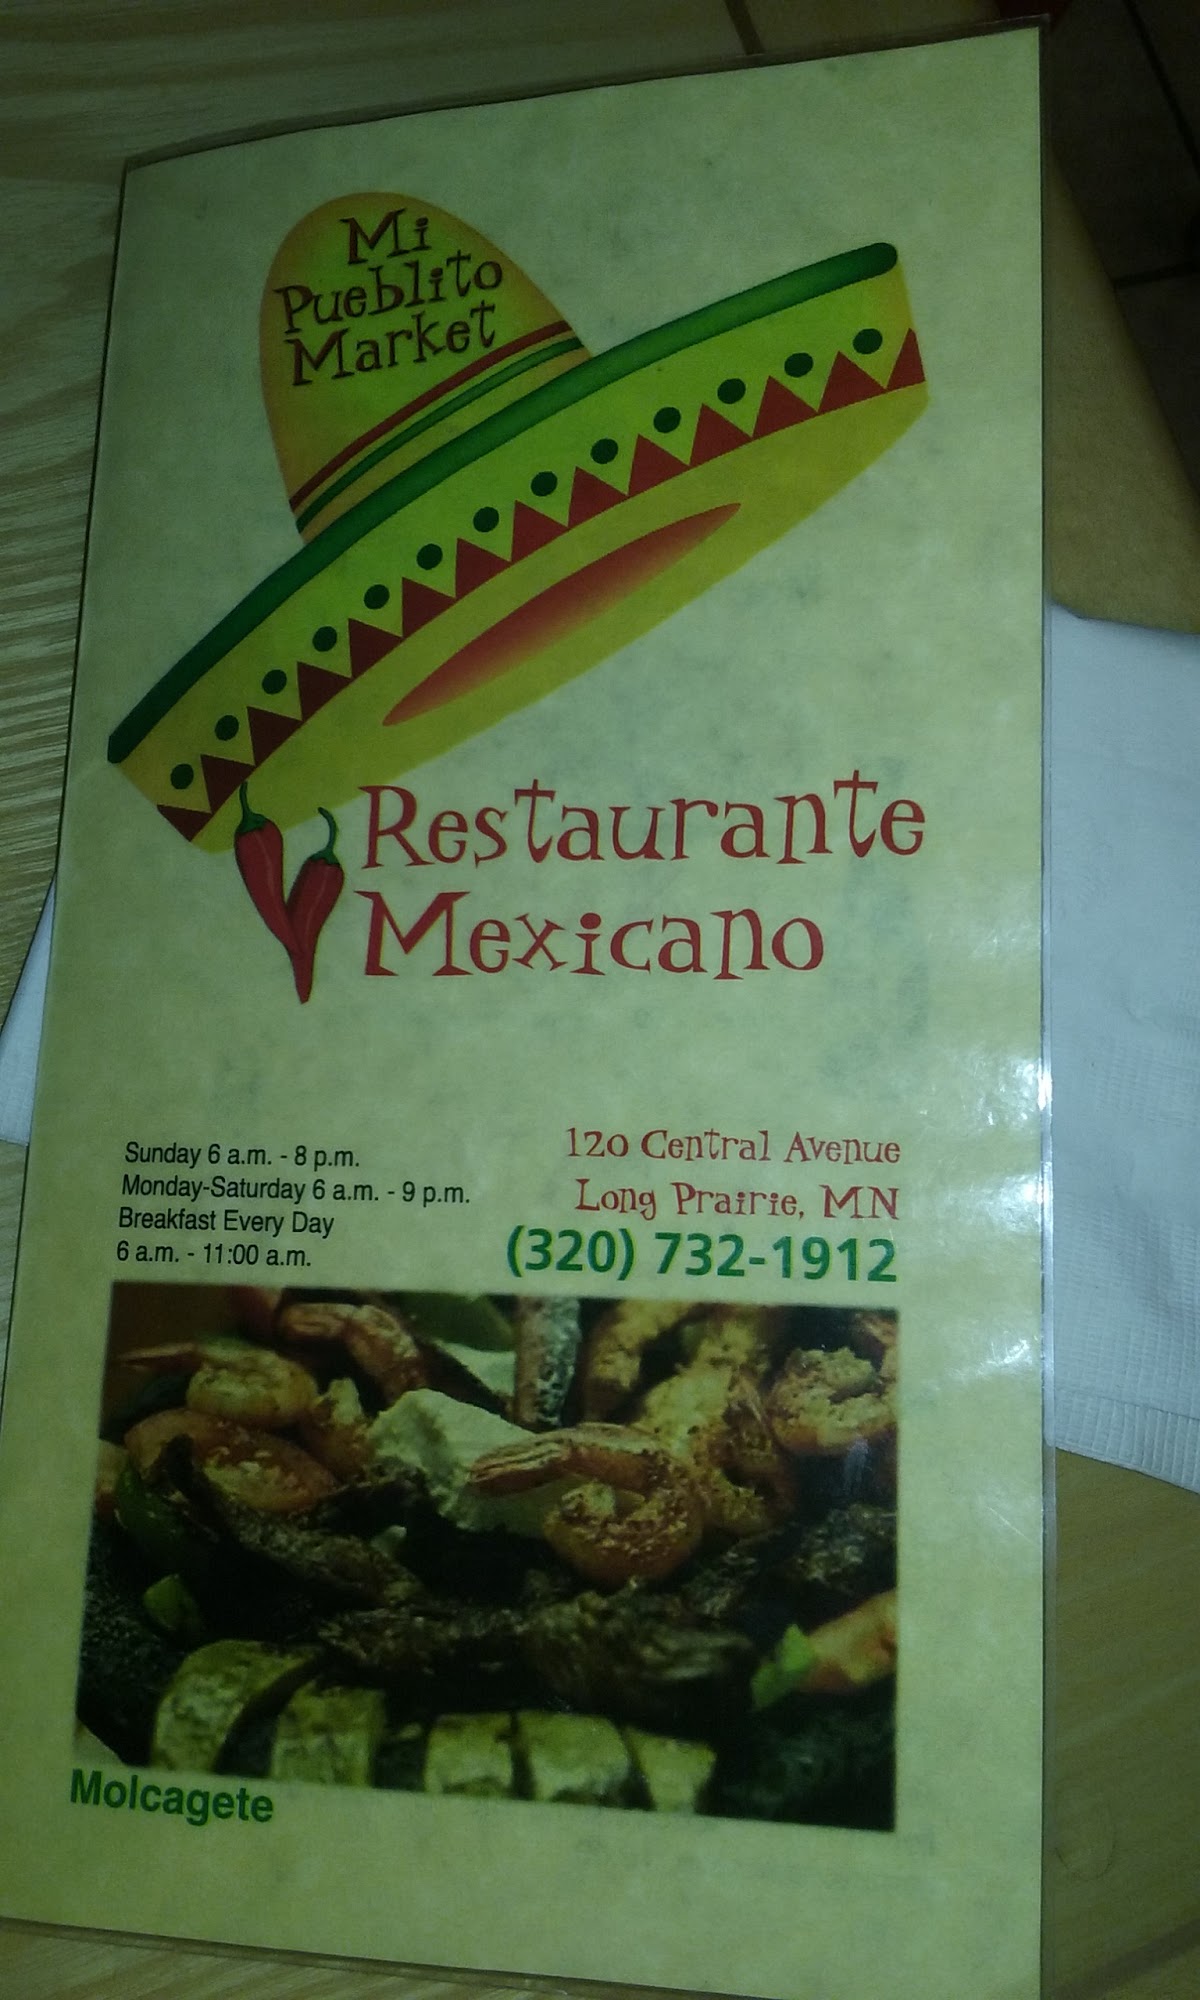 Mi
Pueblito
Market
Restaurante
Mexicano
Sunday 6 a.m. - 8 p.m.
Monday-Saturday 6 a.m. - 9 p.m.
Breakfast Every Day
6 a.m. - 11:00 a.m.
120 Central Avenue
Long Prairie, MN
(320) 732-1912
Molcagete